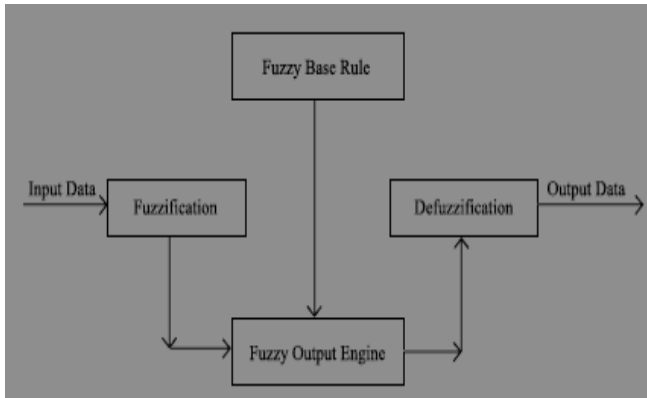 Fuzzy Base Rule
Input Data
Fuzzification
Defuzzification
Output Data
Fuzzy Output Engine